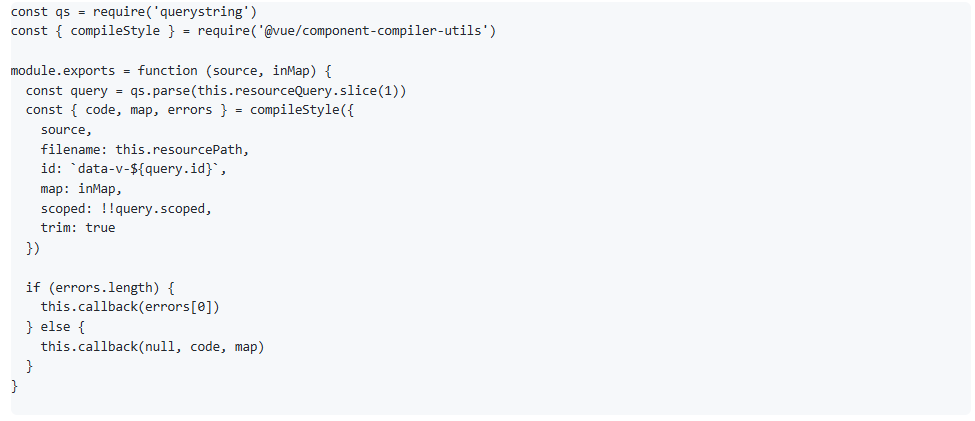 const qs = require('querystring')
const { compileStyle } = require('@vue/component-compiler-utils')
module.exports = function (source, inMap) {
  const query = qs.parse(this.resourceQuery.slice(1))
  const { code, map, errors } = compileStyle({
    source,
    filename: this.resourcePath,
    id: `data-v-${query.id}`,
    map: inMap,
    scoped: !!query.scoped,
    trim: true
  })
  if (errors.length) {
    this.callback(errors[0])
  } else {
    this.callback(null, code, map)
  }
}